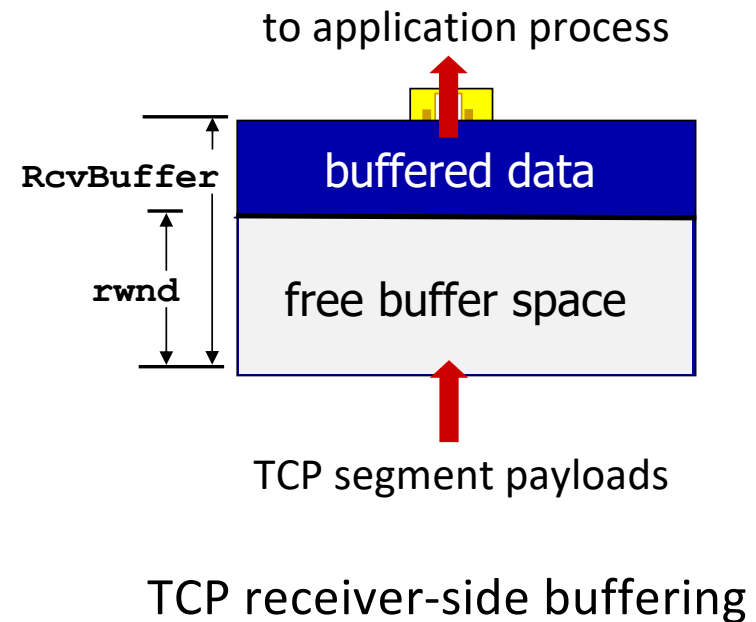 to application process
RcvBuffer
buffered data
rwnd
free buffer space
TCP segment payloads
TCP receiver-side buffering